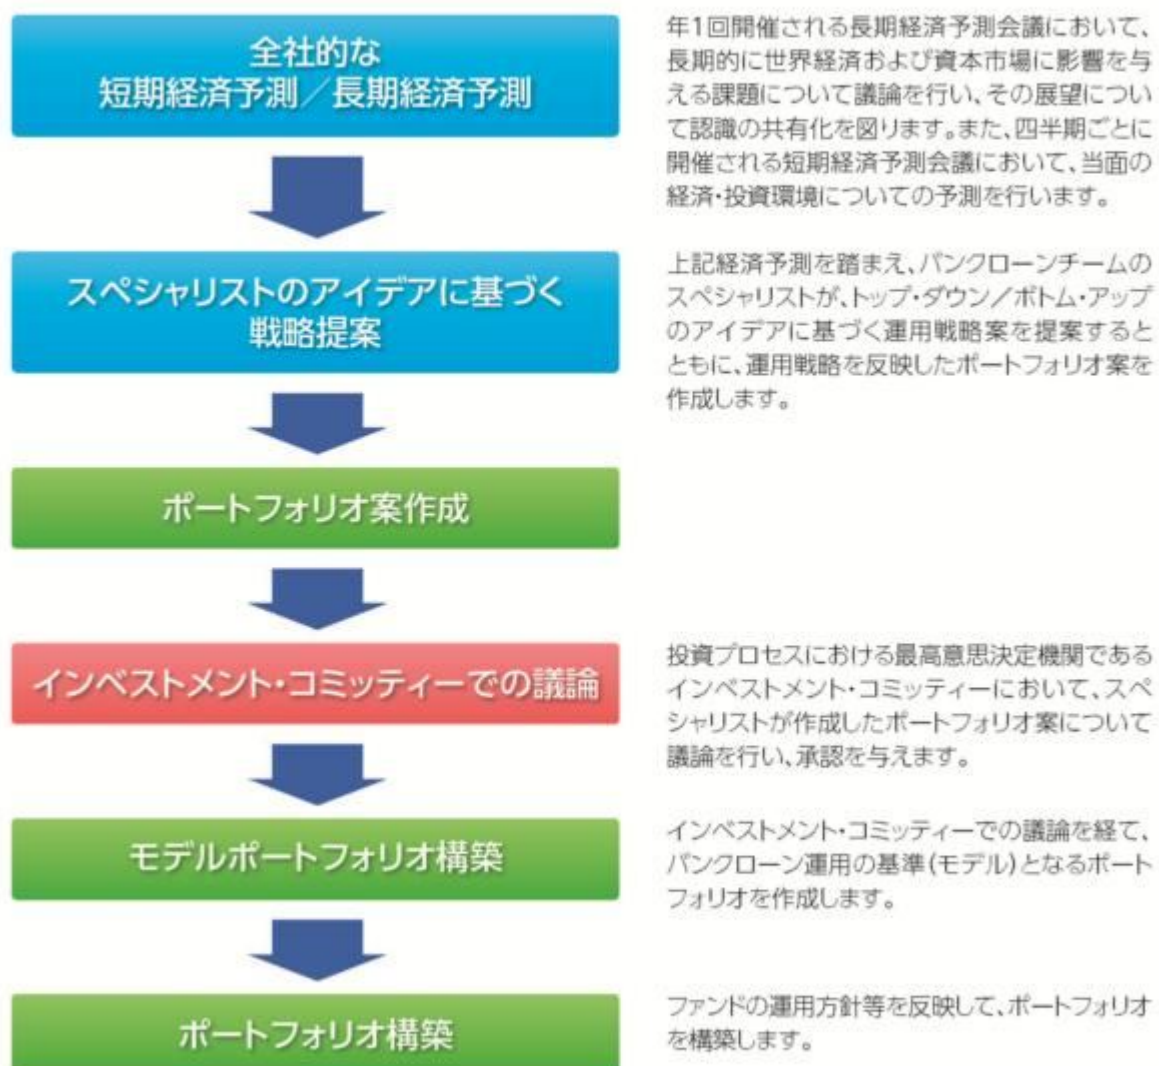 全社的な
短期経済予測／長期経済予測
年1回開催される長期経済予測会議において、
長期的に世界経済および資本市場に影響を与
える課題について議論を行い、その展望につい
て認識の共有化を図ります。また、四半期ごとに
開催される短期経済予測会議において、当面の
経済・投資環境についての予測を行います。
スペシャリストのアイデアに基づく
戦略提案
上記経済予測を踏まえ、バンクローンチームの
スペシャリストが、トップ・ダウン／ボトム・アップ
のアイデアに基づく運用戦略案を提案すると
ともに、運用戦略を反映したポートフォリオ案を
作成します。
ポートフォリオ案作成
インベストメント・コミッティーでの議論
投資プロセスにおける最高意思決定機関である
インベストメント・コミッティーにおいて、スペ
シャリストが作成したポートフォリオ案について
議論を行い、承認を与えます。
モデルポートフォリオ構築
インベストメント・コミッティーでの議論を経て、
バンクローン運用の基準(モデル)となるポート
フォリオを作成します。
ポートフォリオ構築
ファンドの運用方針等を反映して、ポートフォリオ
を構築します。